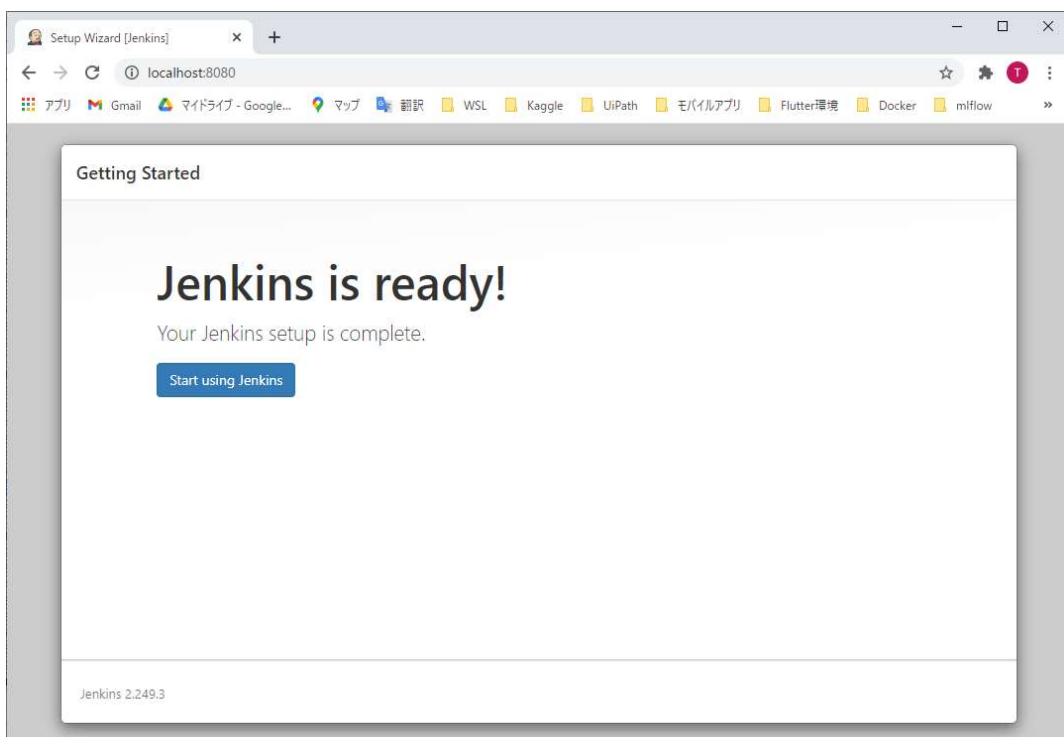 Setup Wizard [Jenkins]
localhost:8080
T
アプリ Gmail マイドライブ - Google... マップ 翻訳 WSL Kaggle UiPath モバイルアプリ Flutter環境 Docker mlflow »
Getting Started
Jenkins is ready!
Your Jenkins setup is complete.
Start using Jenkins
Jenkins 2.249.3